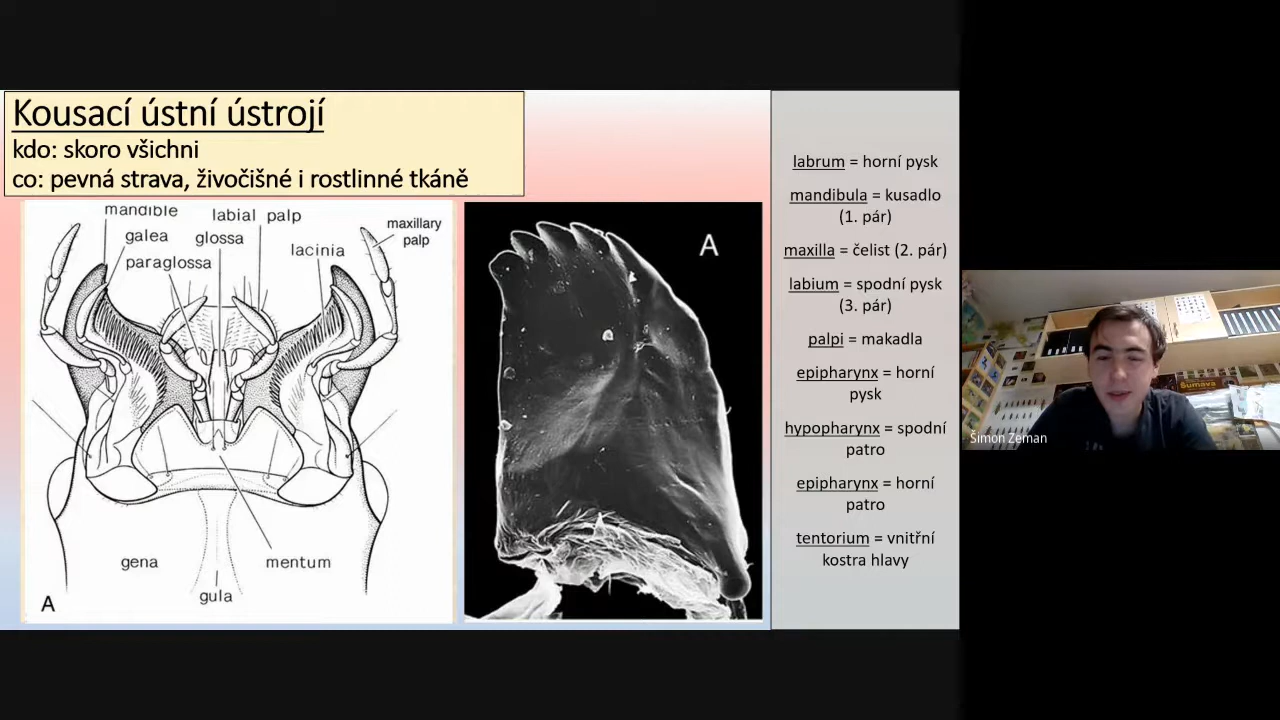 Kousací ústní ústrojí
kdo: skoro všichni
co: pevná strava, živočišné i rostlinné tkáně
mandible
labial palp
maxillary
palp
galea
glossa
lacinia
paraglossa
gena
mentum
gula
A
A
labrum = horní pysk
mandibula = kusadlo
(1. pár)
maxilla = čelist (2. pár)
labium = spodní pysk
(3. pár)
palpi = makadla
epipharynx = horní
pysk
hypopharynx = spodní
patro
epipharynx = horní
patro
tentorium = vnitřní
kostra hlavy
Šumava
Šimon Zeman